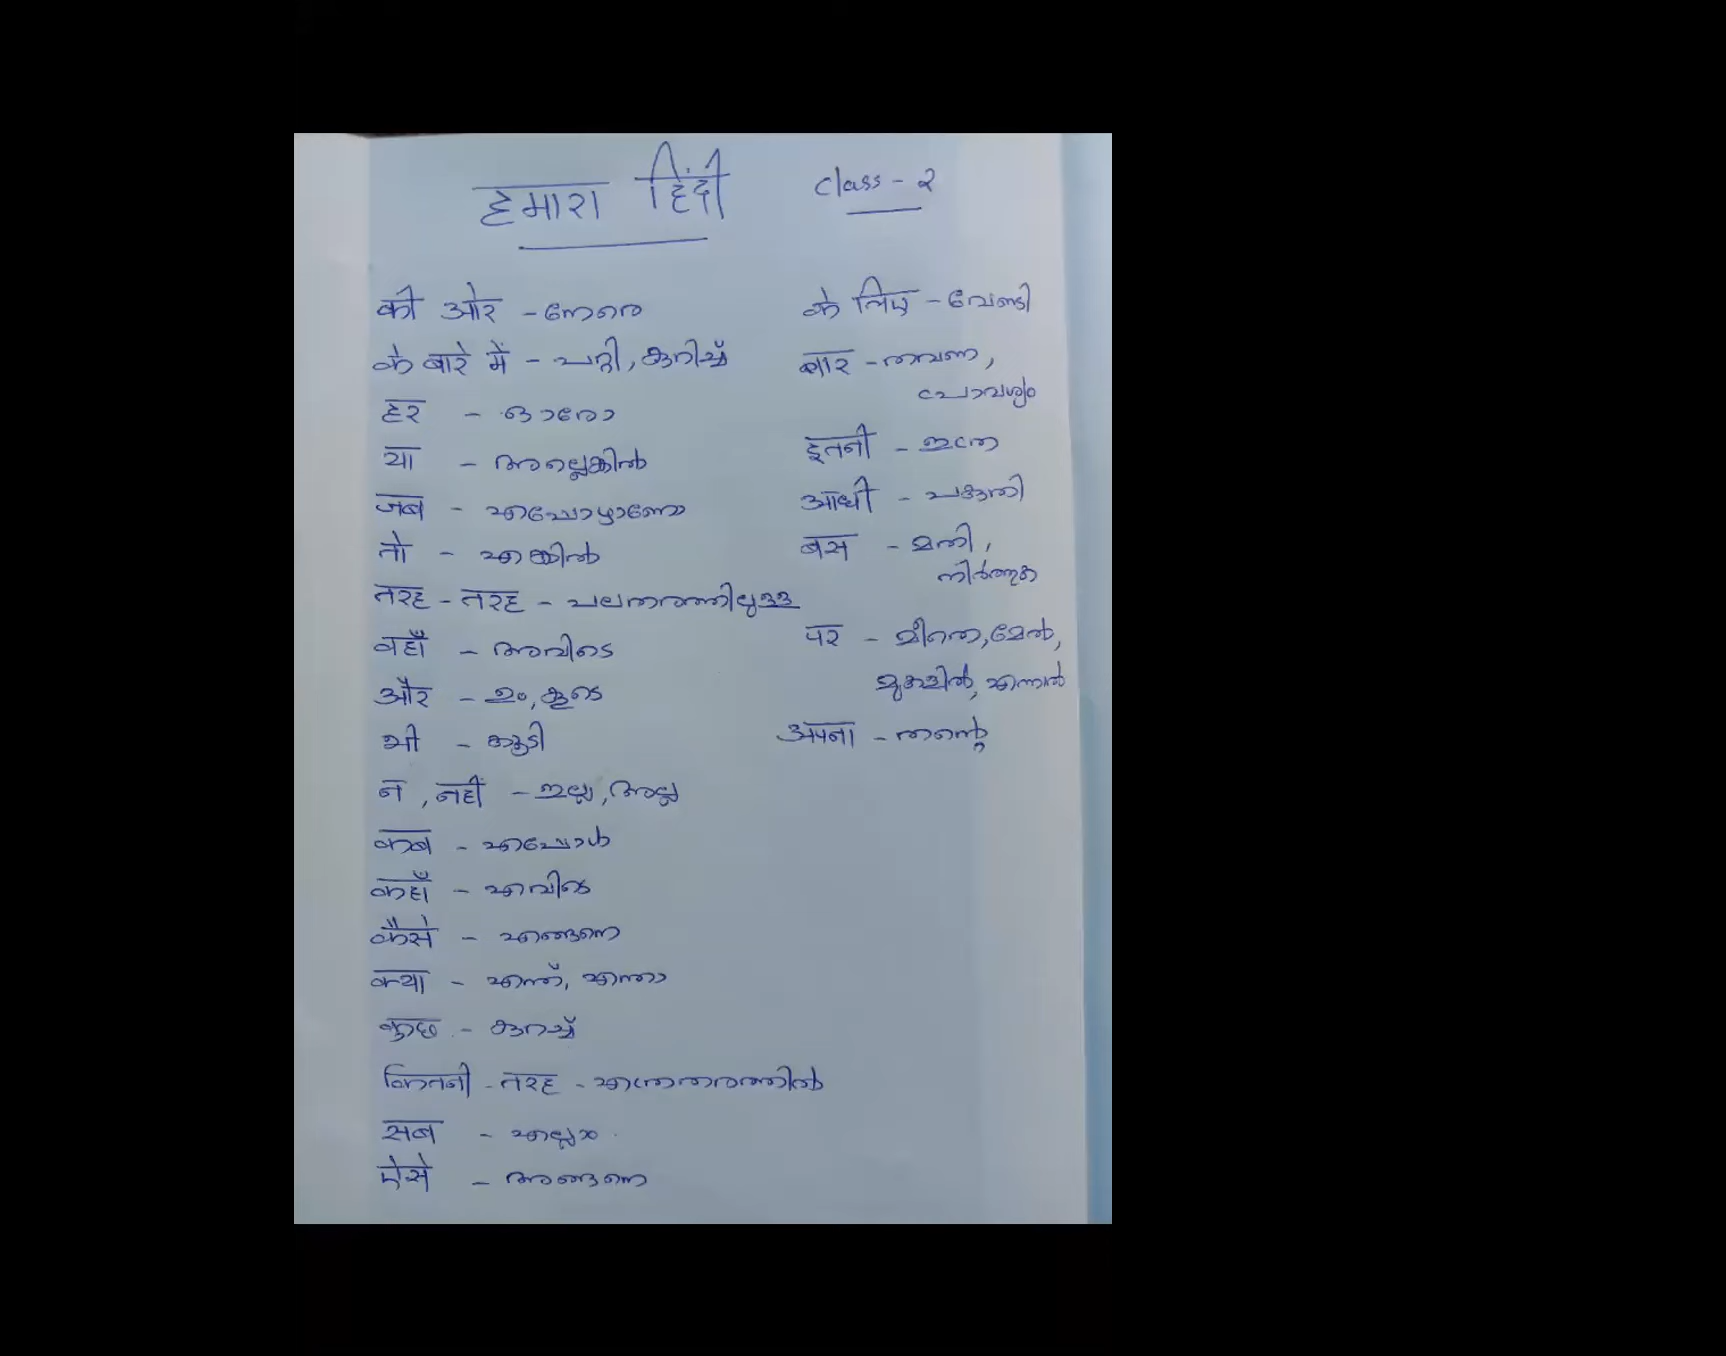 हमारा हिंदी class - 2
की ओर - നേരെ
के बारे में - പറ്റി, കുറിച്ച്
हर - ഓരോ
या - അല്ലെങ്കിൽ
जब - എപ്പോഴാണോ
तो - എങ്കിൽ
तरह - तरह - പലതരത്തിലുള്ള
वहाँ - അവിടെ
और - ഉം, കൂടെ
भी - കൂടി
न, नहीं - ഇല്ല, അല്ല
कब - എപ്പോൾ
कहाँ - എവിടെ
कैसे - എങ്ങനെ
क्या - എന്ത്, എന്താ
कुछ - കുറച്ച്
कितनी - तरह - എത്രതരത്തിൽ
सब - എല്ലാം
ऐसे - അങ്ങനെ
के लिए - വേണ്ടി
बार - തവണ,
പ്രാവശ്യം
इतनी - ഇത്ര
आधी - പകുതി
बस - മതി,
നിർത്തുക
पर - മീതെ, മേൽ,
മുകളിൽ, എന്നാൽ
अपना - തന്റെ